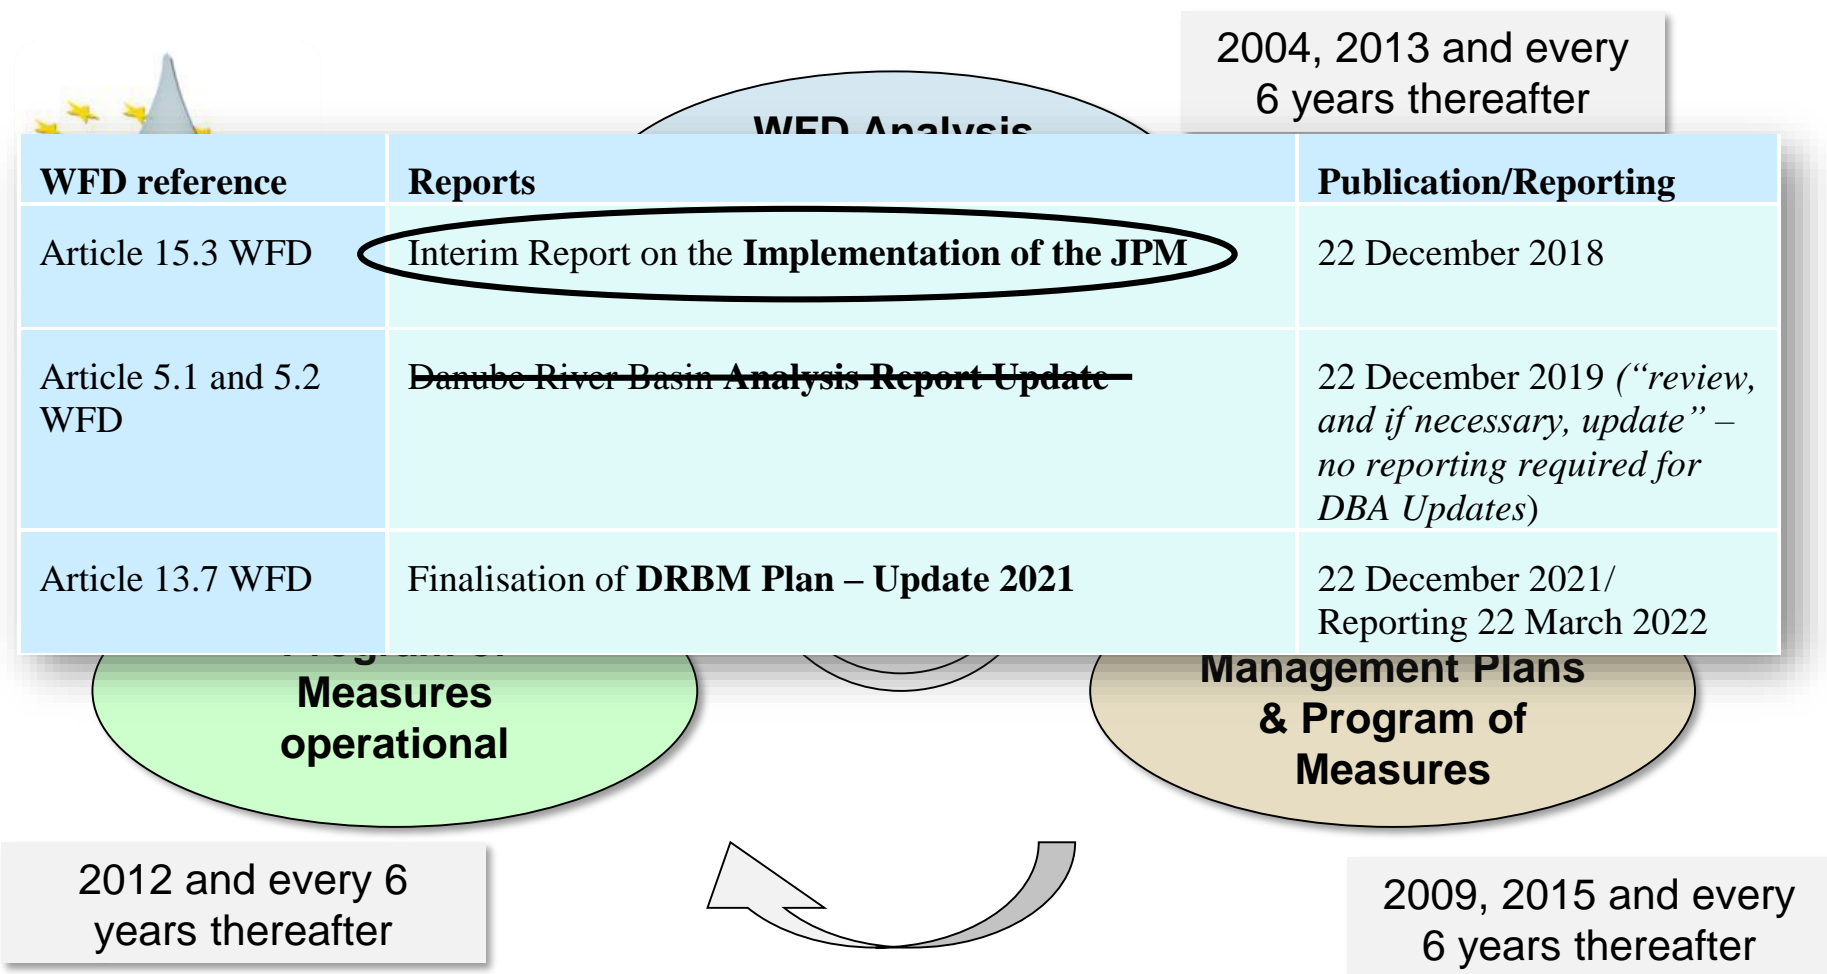 2004, 2013 and every
6 years thereafter
WFD Analysis
WFD reference
Reports
Publication/Reporting
Article 15.3 WFD
Interim Report on the Implementation of the JPM
22 December 2018
Article 5.1 and 5.2
WFD
Danube River Basin Analysis Report Update
22 December 2019 (“review,
and if necessary, update” –
no reporting required for
DBA Updates)
Article 13.7 WFD
Finalisation of DRBM Plan – Update 2021
22 December 2021/
Reporting 22 March 2022
Program of
Measures
operational
Management Plans
& Program of
Measures
2012 and every 6
years thereafter
2009, 2015 and every
6 years thereafter